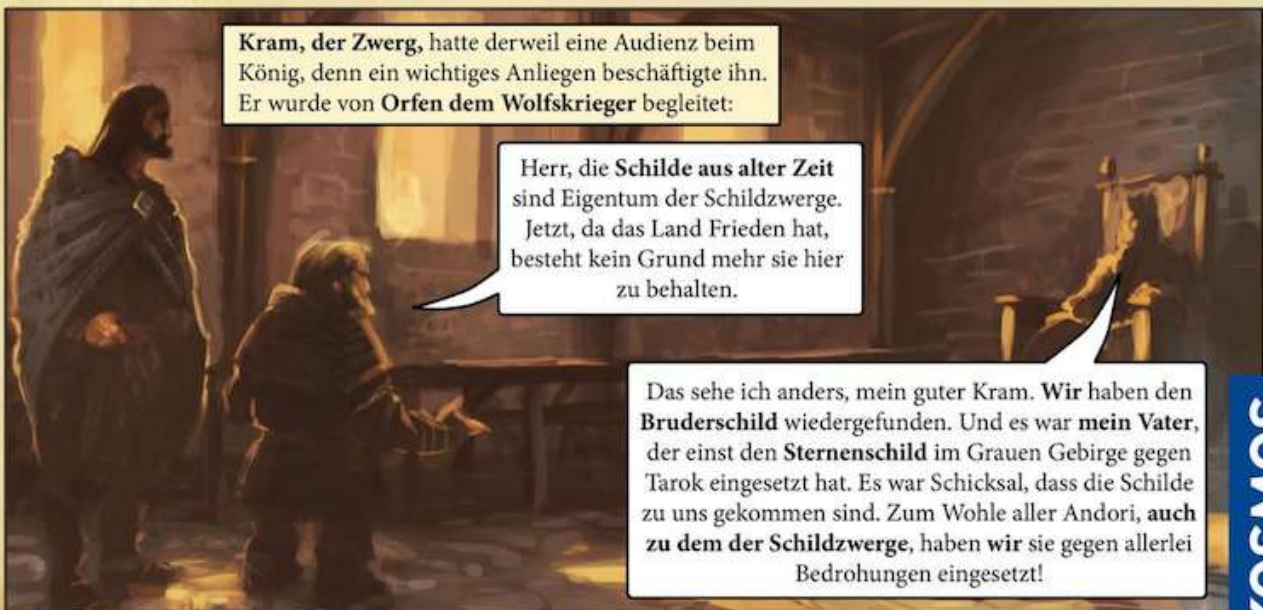 Kram, der Zwerg, hatte derweil eine Audienz beim
König, denn ein wichtiges Anliegen beschäftigte ihn.
Er wurde von Orfen dem Wolfskrieger begleitet:
Herr, die Schilde aus alter Zeit
sind Eigentum der Schildzwerge.
Jetzt, da das Land Frieden hat,
besteht kein Grund mehr sie hier
zu behalten.
Das sehe ich anders, mein guter Kram. Wir haben den
Bruderschild wiedergefunden. Und es war mein Vater,
der einst den Sternenschild im Grauen Gebirge gegen
Tarok eingesetzt hat. Es war Schicksal, dass die Schilde
zu uns gekommen sind. Zum Wohle aller Andori, auch
zu dem der Schildzwerge, haben wir sie gegen allerlei
Bedrohungen eingesetzt!
KOSMOS